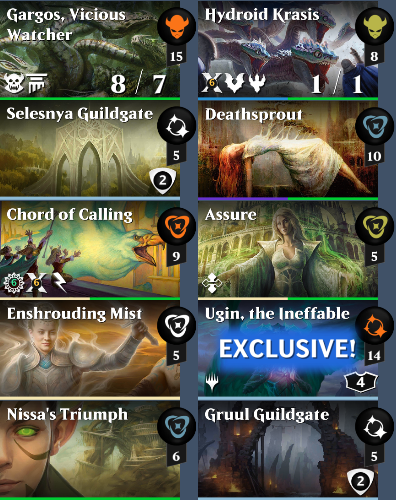 Gargos, Vicious
Watcher
15
8 / 7
Hydroid Krasis
8
X 6
1 / 1
Selesnya Guildgate
5
2
Deathsprout
10
Chord of Calling
9
6 X 6
Assure
5
Enshrouding Mist
5
Ugin, the Ineffable
EXCLUSIVE!
14
4
Nissa's Triumph
6
Gruul Guildgate
5
2